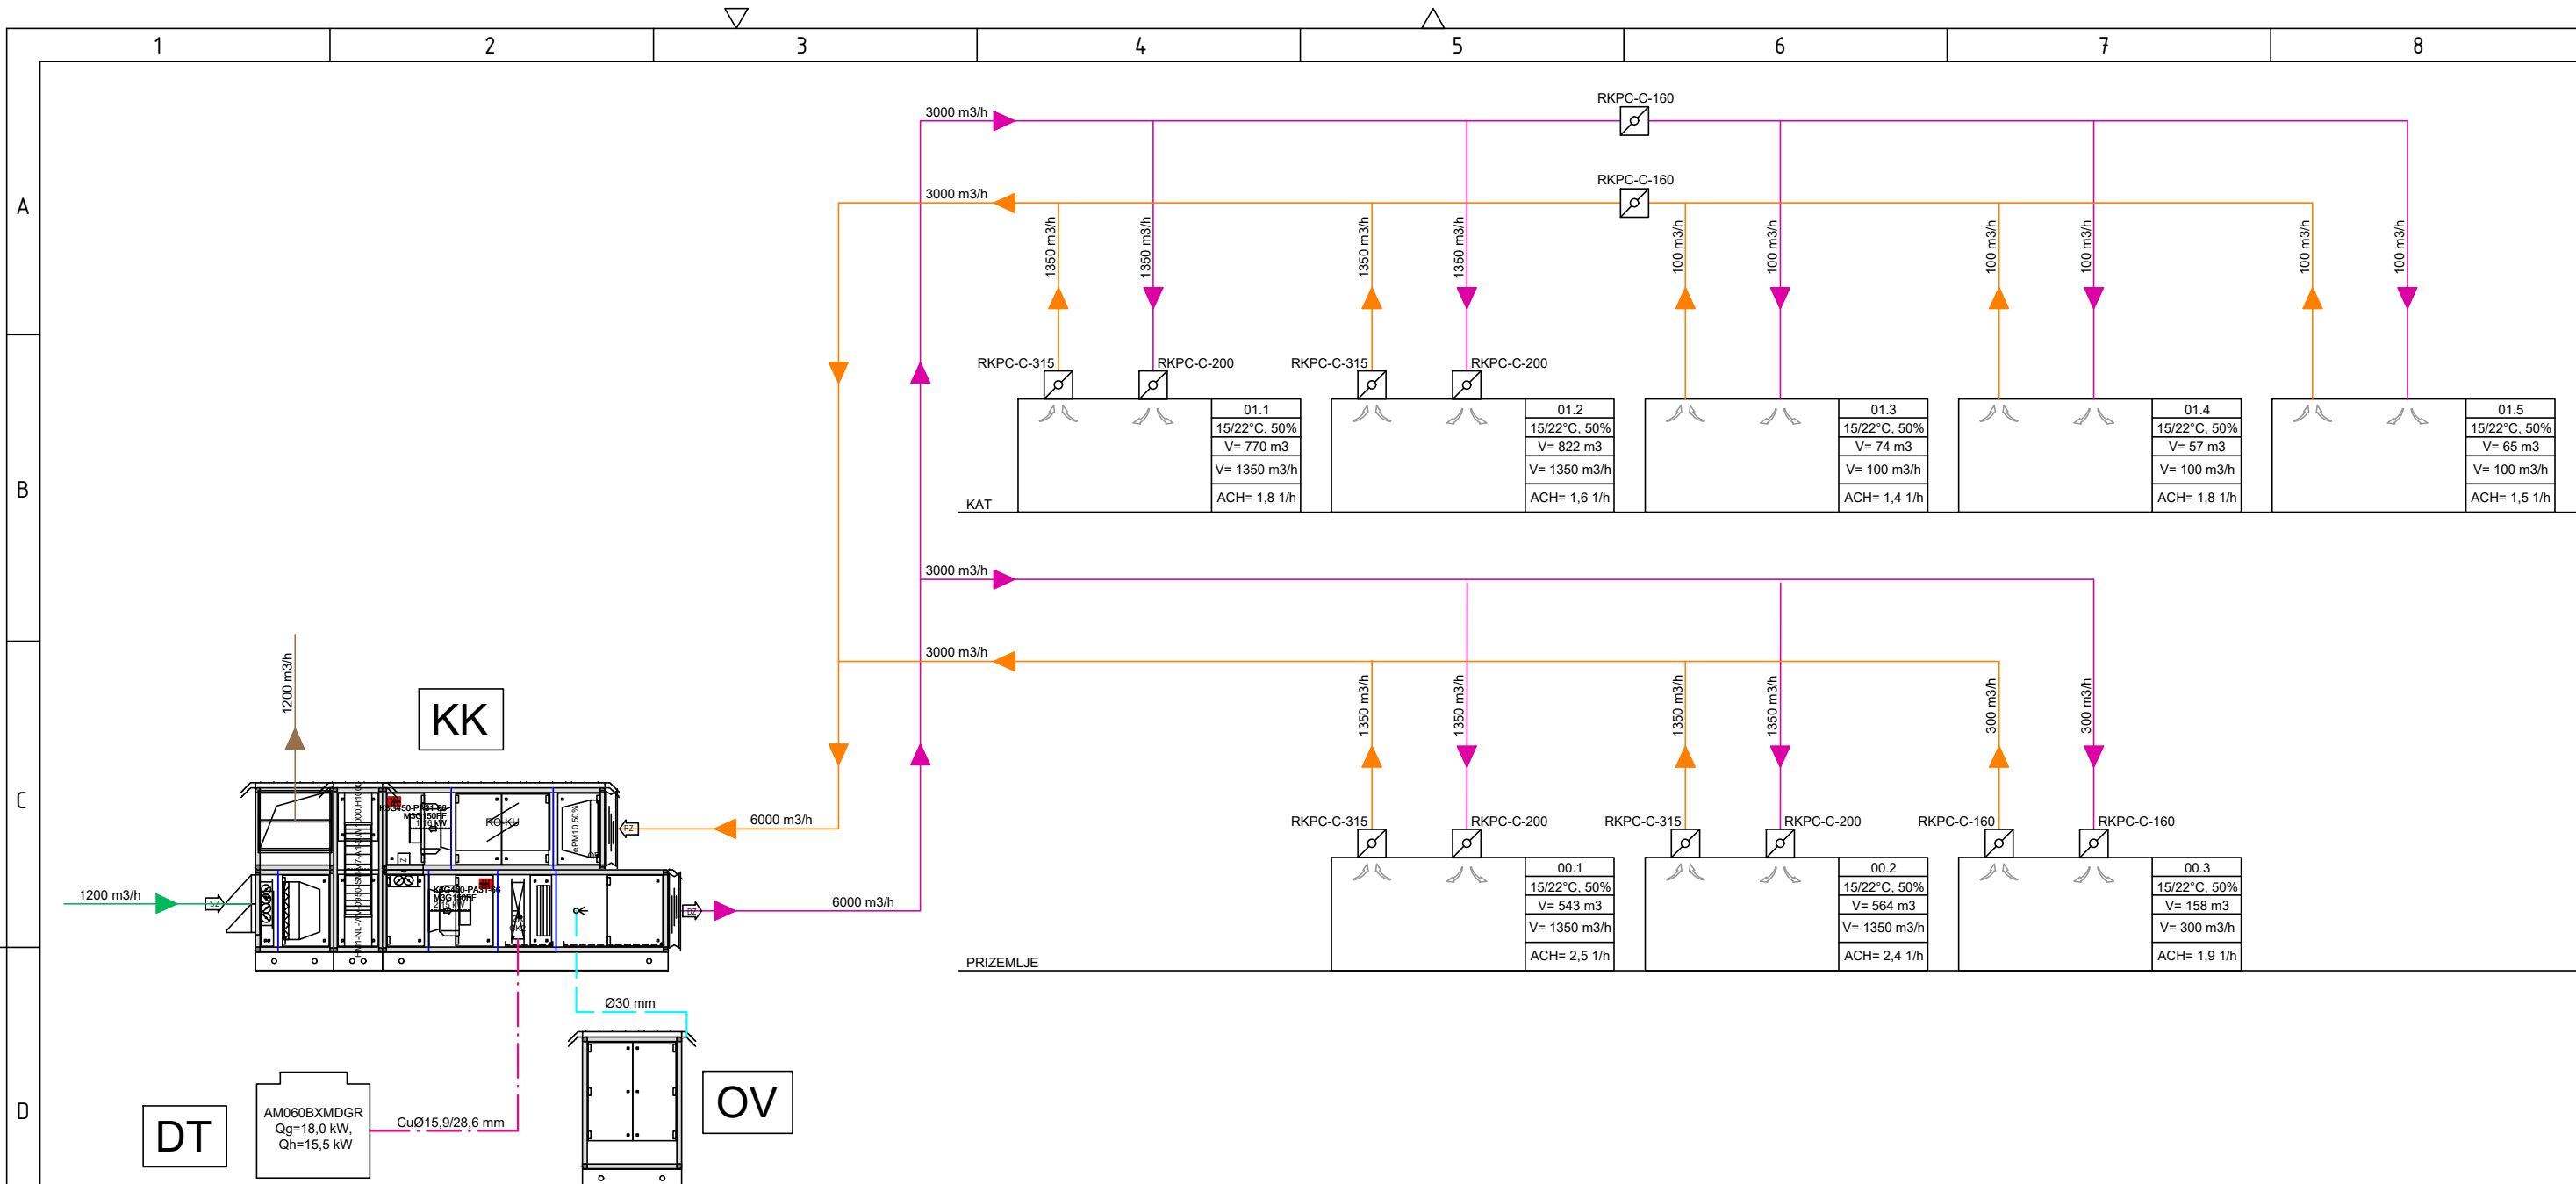 1 2 3 4 5 6 7 8
A
B
C
D
3000 m3/h
RKPC-C-160
3000 m3/h
RKPC-C-160
1350 m3/h
1350 m3/h
1350 m3/h
1350 m3/h
100 m3/h
100 m3/h
100 m3/h
100 m3/h
100 m3/h
100 m3/h
RKPC-C-315
RKPC-C-200
RKPC-C-315
RKPC-C-200
01.1
15/22°C, 50%
V= 770 m3
V= 1350 m3/h
ACH= 1,8 1/h
01.2
15/22°C, 50%
V= 822 m3
V= 1350 m3/h
ACH= 1,6 1/h
01.3
15/22°C, 50%
V= 74 m3
V= 100 m3/h
ACH= 1,4 1/h
01.4
15/22°C, 50%
V= 57 m3
V= 100 m3/h
ACH= 1,8 1/h
01.5
15/22°C, 50%
V= 65 m3
V= 100 m3/h
ACH= 1,5 1/h
KAT
3000 m3/h
3000 m3/h
1350 m3/h
1350 m3/h
1350 m3/h
1350 m3/h
300 m3/h
300 m3/h
RKPC-C-315
RKPC-C-200
RKPC-C-315
RKPC-C-200
RKPC-C-160
RKPC-C-160
00.1
15/22°C, 50%
V= 543 m3
V= 1350 m3/h
ACH= 2,5 1/h
00.2
15/22°C, 50%
V= 564 m3
V= 1350 m3/h
ACH= 2,4 1/h
00.3
15/22°C, 50%
V= 158 m3
V= 300 m3/h
ACH= 1,9 1/h
PRIZEMLJE
1200 m3/h
KK
ePM10 50%
PZ
6000 m3/h
1200 m3/h
DZ
6000 m3/h
Ø30 mm
DT
AM060BXMDGR
Qg=18,0 kW,
Qh=15,5 kW
CuØ15,9/28,6 mm
OV